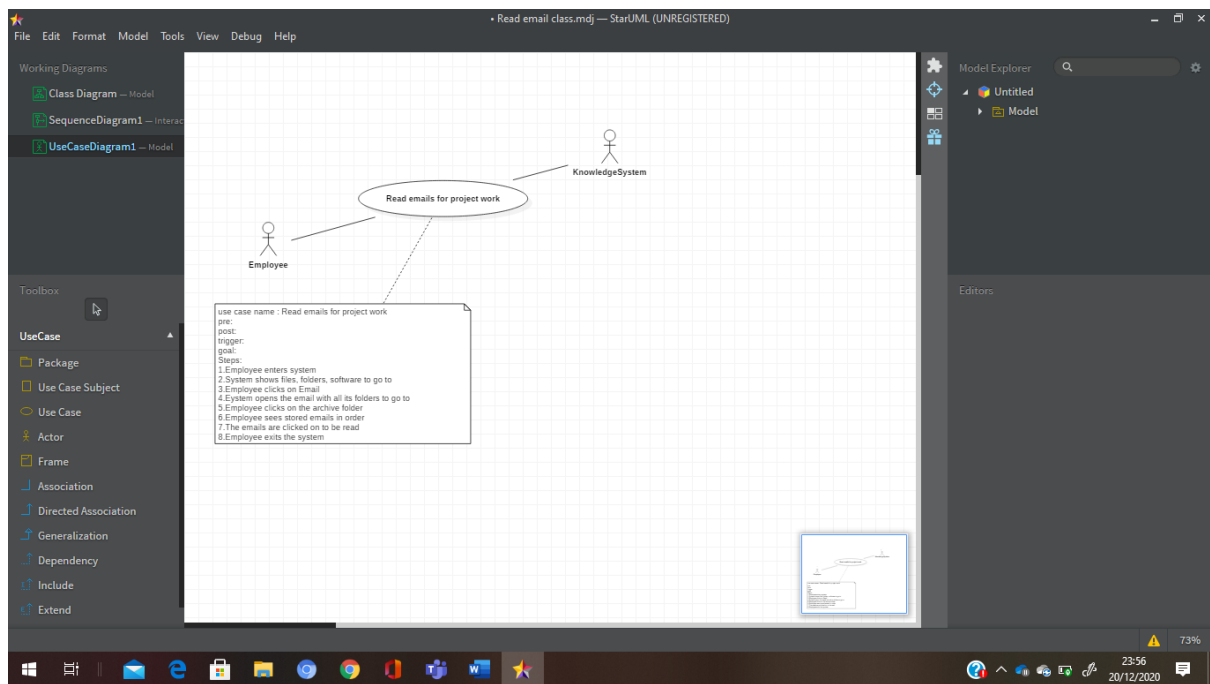 • Read email class.mdj — StarUML (UNREGISTERED)
File Edit Format Model Tools View Debug Help
Working Diagrams
Class Diagram — Model
SequenceDiagram1 — Interac
UseCaseDiagram1 — Model
Toolbox
UseCase
Package
Use Case Subject
Use Case
Actor
Frame
Association
Directed Association
Generalization
Dependency
Include
Extend
KnowledgeSystem
Read emails for project work
Employee
use case name : Read emails for project work
pre:
post:
trigger:
goal:
Steps:
1.Employee enters system
2.System shows files, folders, software to go to
3.Employee clicks on Email
4.Eystem opens the email with all its folders to go to
5.Employee clicks on the archive folder
6.Employee sees stored emails in order
7.The emails are clicked on to be read
8.Employee exits the system
Model Explorer
Untitled
Model
Editors
73%
23:56
20/12/2020